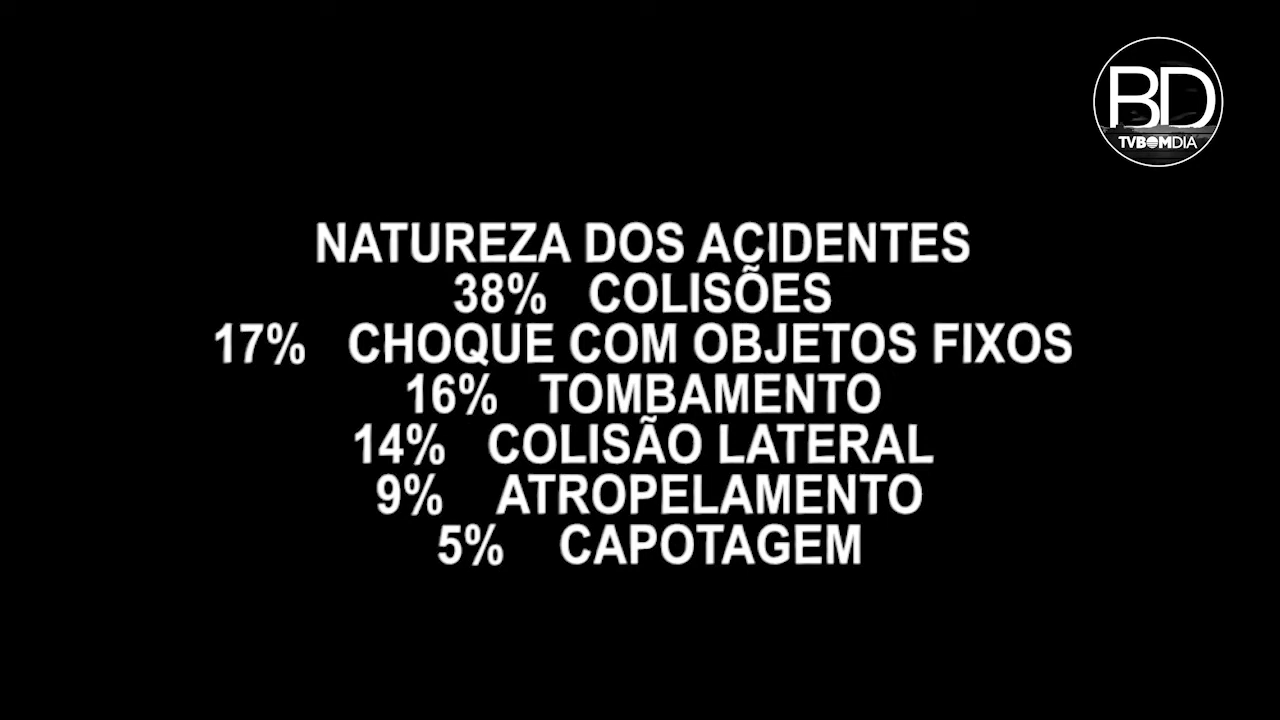 BD
TVBOMDIA
NATUREZA DOS ACIDENTES
38% COLISÕES
17% CHOQUE COM OBJETOS FIXOS
16% TOMBAMENTO
14% COLISÃO LATERAL
9% ATROPELAMENTO
5% CAPOTAGEM